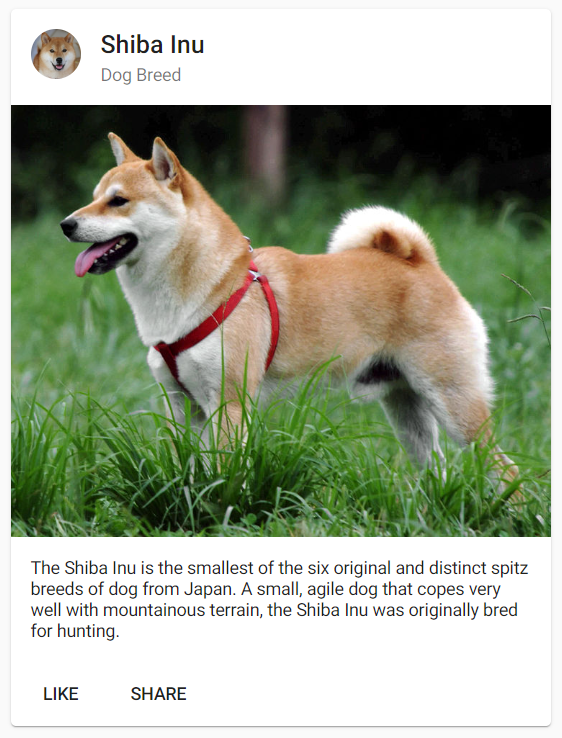 Shiba Inu
Dog Breed
The Shiba Inu is the smallest of the six original and distinct spitz
breeds of dog from Japan. A small, agile dog that copes very
well with mountainous terrain, the Shiba Inu was originally bred
for hunting.
LIKE SHARE